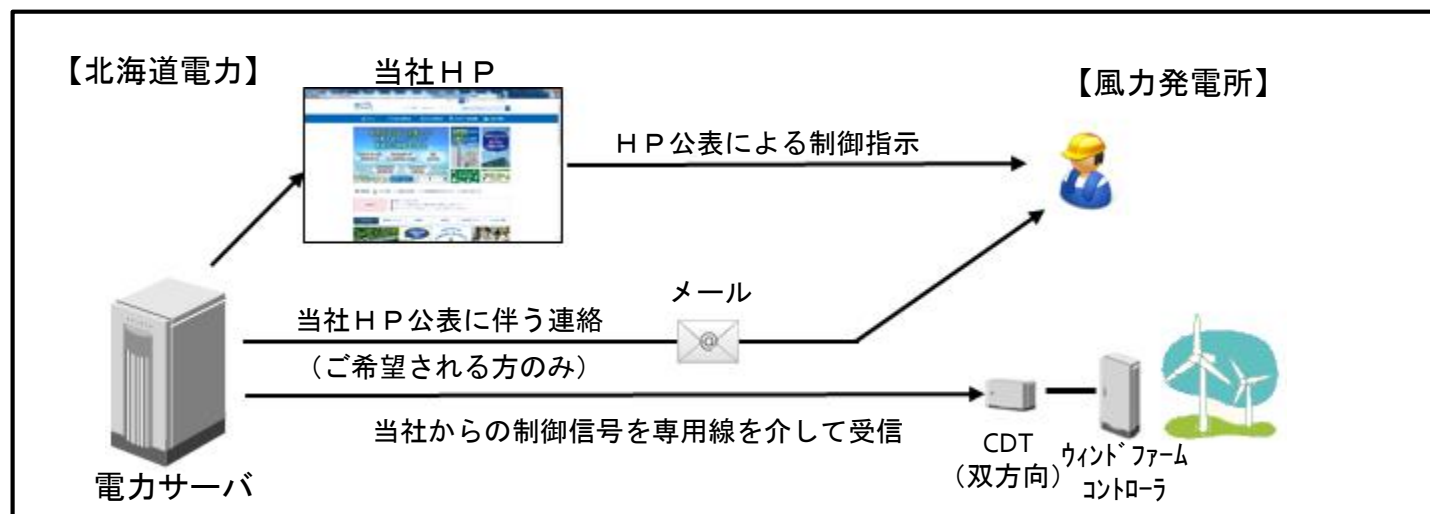 【北海道電力】
当社ＨＰ
【風力発電所】
ＨＰ公表による制御指示
メール
当社ＨＰ公表に伴う連絡
（ご希望される方のみ）
当社からの制御信号を専用線を介して受信
電力サーバ
CDT
（双方向）
ｳｨﾝﾄﾞﾌｧｰﾑ
ｺﾝﾄﾛｰﾗ